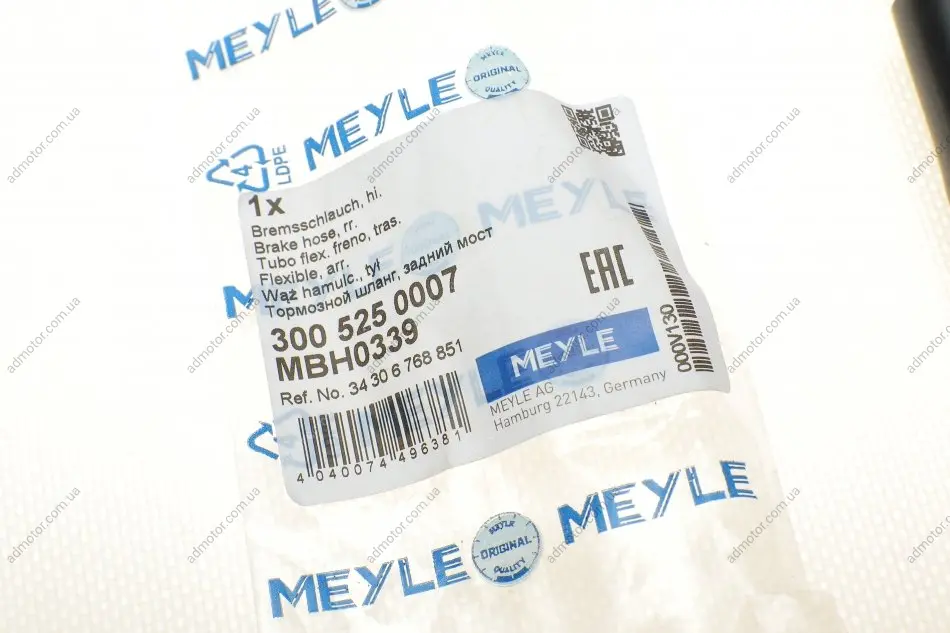 MEYLE
MEYLE
MEYLE ORIGINAL QUALITY
4
LDPE
1x
Bremsschlauch, hi.
Brake hose, rr.
Tubo flex. freno, tras.
Flexible, arr.
Wąż hamulc., tył
Тормозной шланг, задний мост
300 525 0007
MBH0339
Ref. No. 34 30 6 768 851
4 040074 496381
MEYLE
EAC
MEYLE
MEYLE AG
Hamburg 22143, Germany
000V130
MEYLE
MEYLE ORIGINAL QUALITY
MEYLE
admotor.com.ua